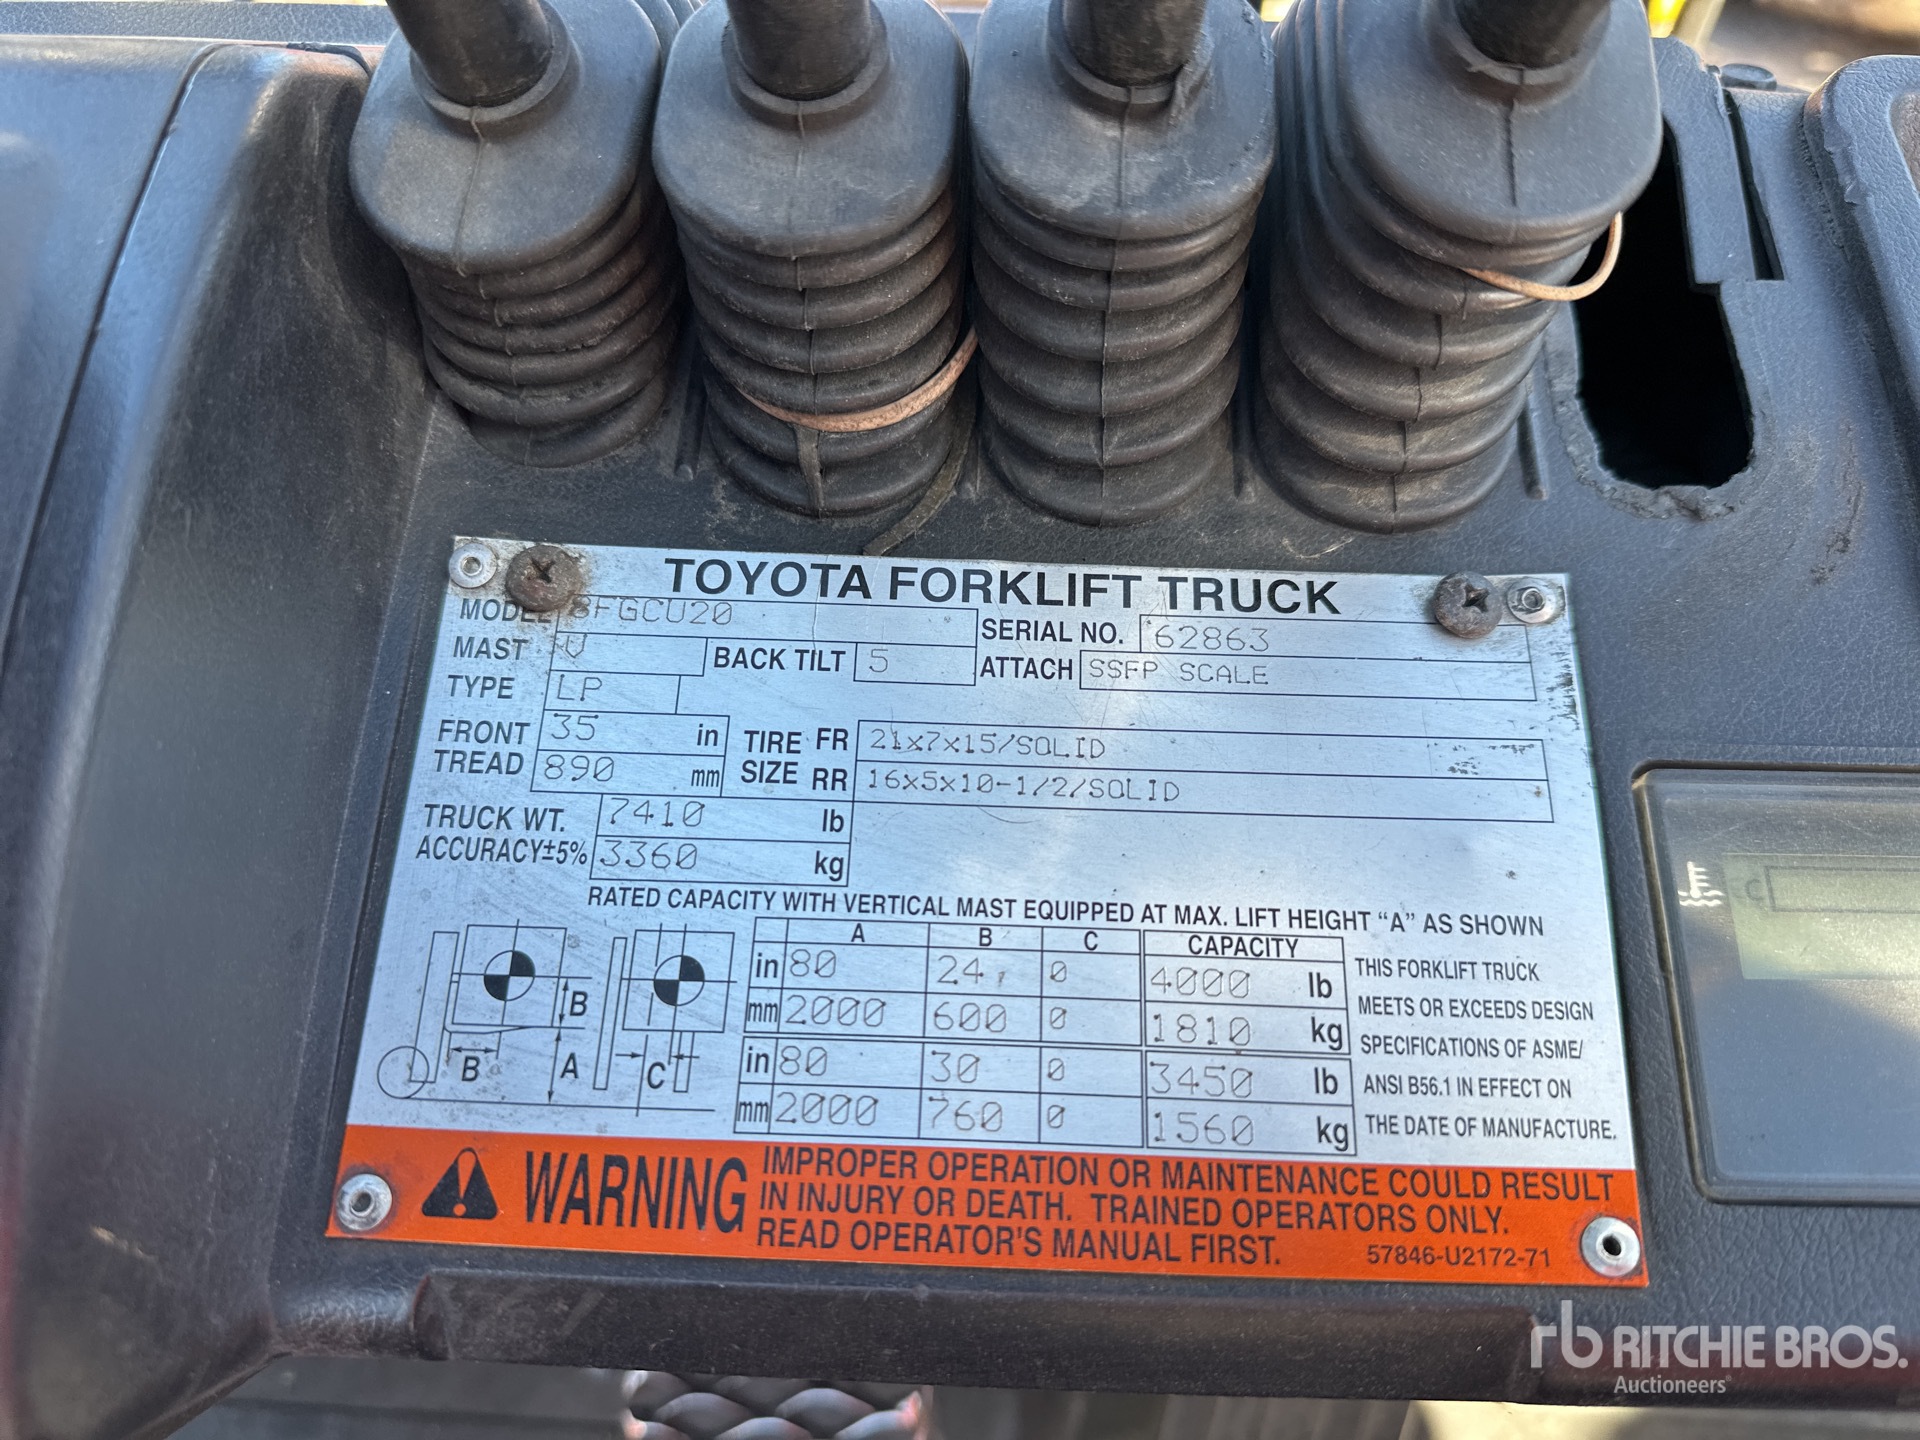 TOYOTA FORKLIFT TRUCK
MODEL 8FGCU20 SERIAL NO. 62863
MAST V BACK TILT 5 ATTACH SSFP SCALE
TYPE LP
FRONT TREAD 35 in TIRE SIZE FR 21x7x15/SOLID
890 mm RR 16x5x10-1/2/SOLID
TRUCK WT. 7410 lb
ACCURACY±5% 3360 kg
RATED CAPACITY WITH VERTICAL MAST EQUIPPED AT MAX. LIFT HEIGHT "A" AS SHOWN
A B C CAPACITY
in 80 24, 0 4000 lb
mm 2000 600 0 1810 kg
in 80 30 0 3450 lb
mm 2000 760 0 1560 kg
B
B A C
THIS FORKLIFT TRUCK
MEETS OR EXCEEDS DESIGN
SPECIFICATIONS OF ASME/
ANSI B56.1 IN EFFECT ON
THE DATE OF MANUFACTURE.
WARNING
IMPROPER OPERATION OR MAINTENANCE COULD RESULT
IN INJURY OR DEATH. TRAINED OPERATORS ONLY.
READ OPERATOR'S MANUAL FIRST. 57846-U2172-71
C
rb RITCHIE BROS.
Auctioneers